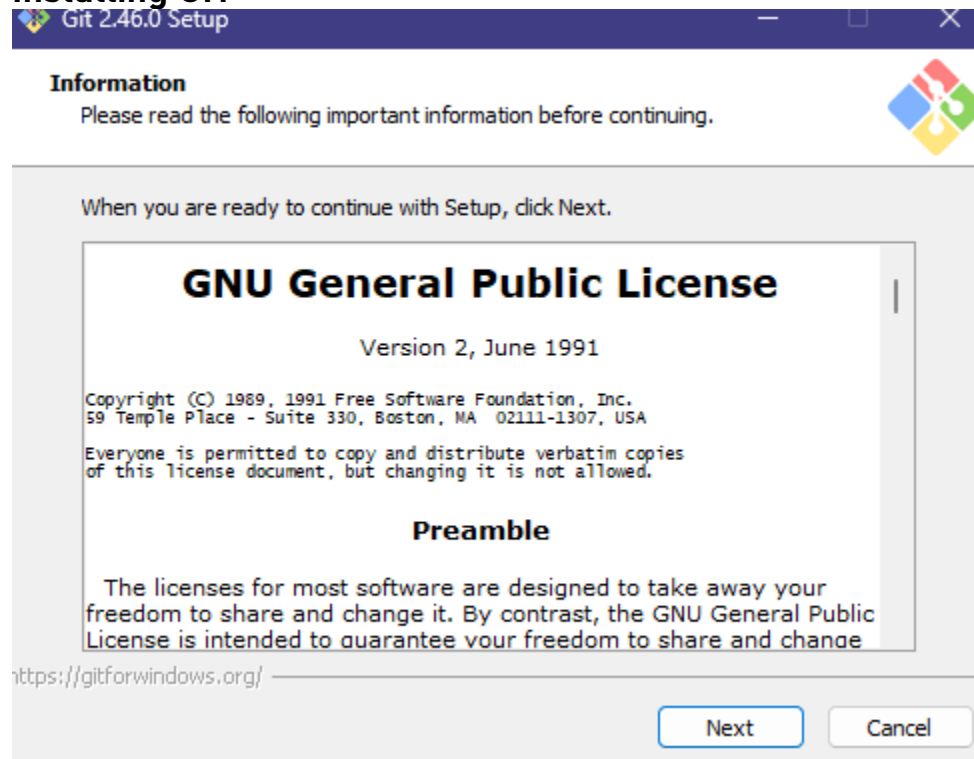 Git 2.46.0 Setup
Information
Please read the following important information before continuing.
When you are ready to continue with Setup, click Next.
GNU General Public License
Version 2, June 1991
Copyright (C) 1989, 1991 Free Software Foundation, Inc.
59 Temple Place - Suite 330, Boston, MA  02111-1307, USA
Everyone is permitted to copy and distribute verbatim copies
of this license document, but changing it is not allowed.
Preamble
The licenses for most software are designed to take away your
freedom to share and change it. By contrast, the GNU General Public
License is intended to guarantee your freedom to share and change
https://gitforwindows.org/
Next
Cancel